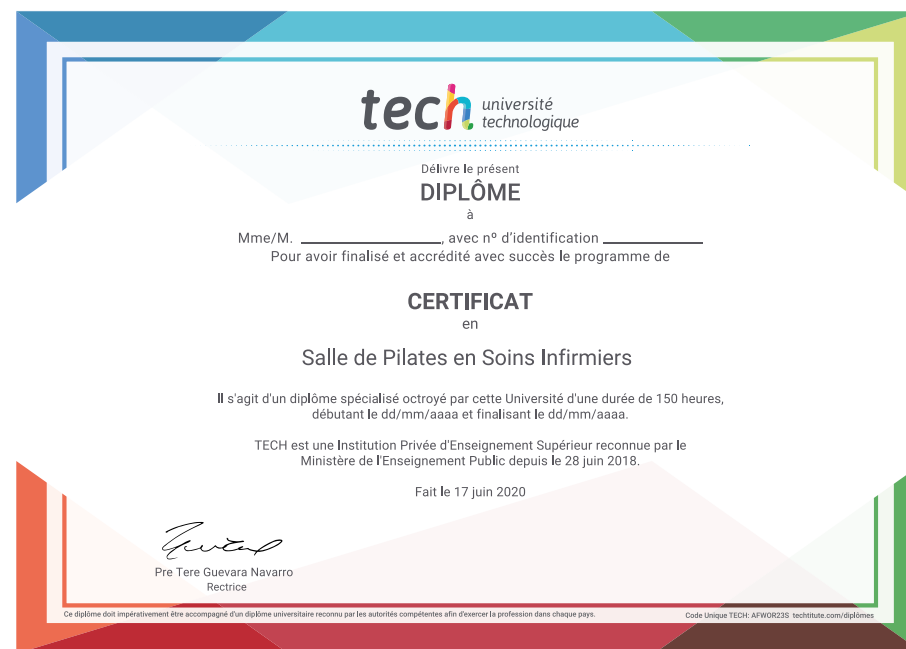 tech université
technologique
Délivre le présent
DIPLÔME
à
Mme/M. ____________________, avec nº d'identification ______________
Pour avoir finalisé et accrédité avec succès le programme de
CERTIFICAT
en
Salle de Pilates en Soins Infirmiers
Il s'agit d'un diplôme spécialisé octroyé par cette Université d'une durée de 150 heures,
débutant le dd/mm/aaaa et finalisant le dd/mm/aaaa.
TECH est une Institution Privée d'Enseignement Supérieur reconnue par le
Ministère de l'Enseignement Public depuis le 28 juin 2018.
Fait le 17 juin 2020
Pre Tere Guevara Navarro
Rectrice
Ce diplôme doit impérativement être accompagné d'un diplôme universitaire reconnu par les autorités compétentes afin d'exercer la profession dans chaque pays.
Code Unique TECH: AFWOR23S techtitute.com/diplômes